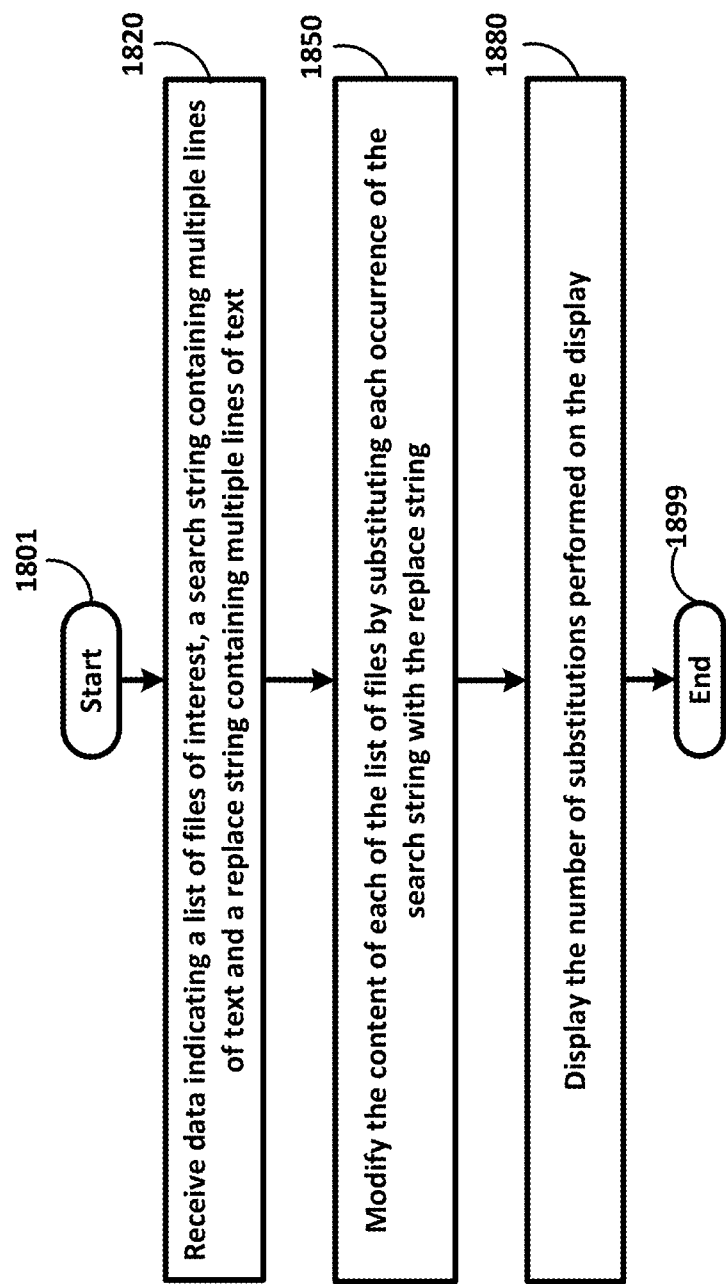 1801
Start
1820
Receive data indicating a list of files of interest, a search string containing multiple lines
of text and a replace string containing multiple lines of text
1850
Modify the content of each of the list of files by substituting each occurrence of the
search string with the replace string
1880
Display the number of substitutions performed on the display
1899
End